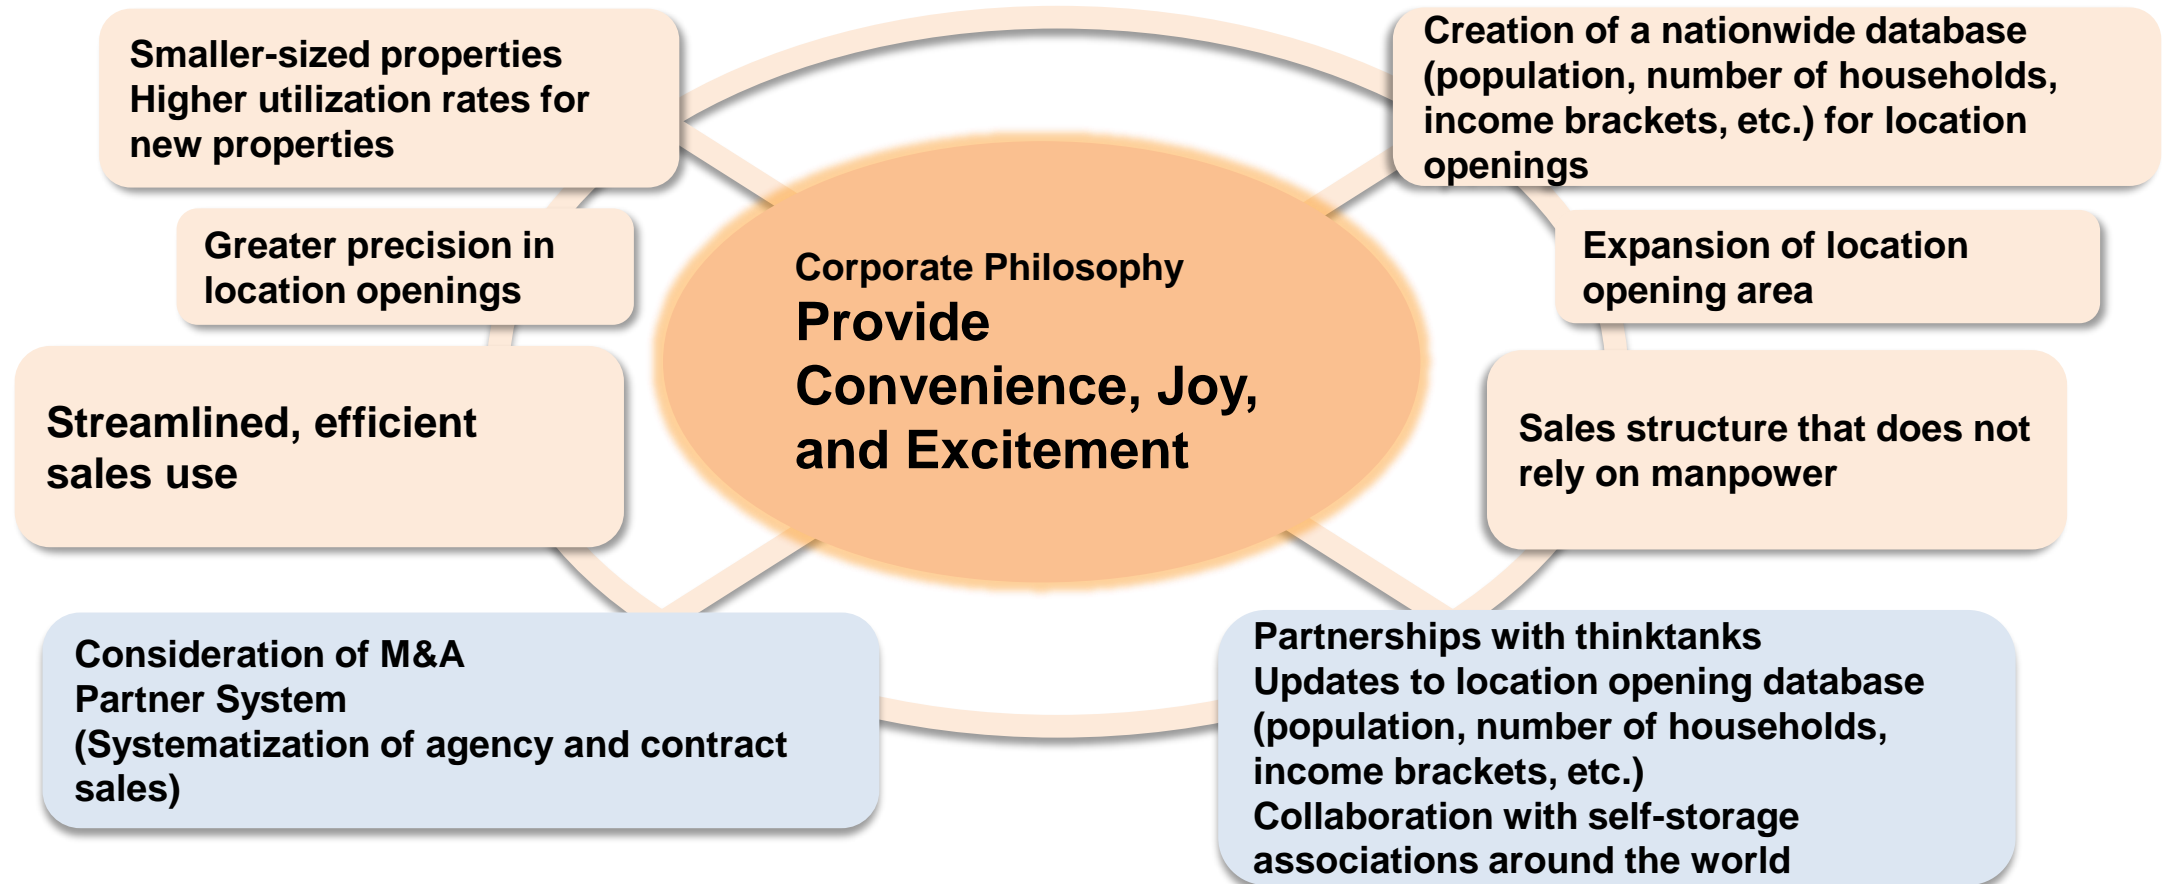 Smaller-sized properties
Higher utilization rates for
new properties
Creation of a nationwide database
(population, number of households,
income brackets, etc.) for location
openings
Greater precision in
location openings
Expansion of location
opening area
Corporate Philosophy
Provide
Convenience, Joy,
and Excitement
Streamlined, efficient
sales use
Sales structure that does not
rely on manpower
Consideration of M&A
Partner System
(Systematization of agency and contract
sales)
Partnerships with thinktanks
Updates to location opening database
(population, number of households,
income brackets, etc.)
Collaboration with self-storage
associations around the world